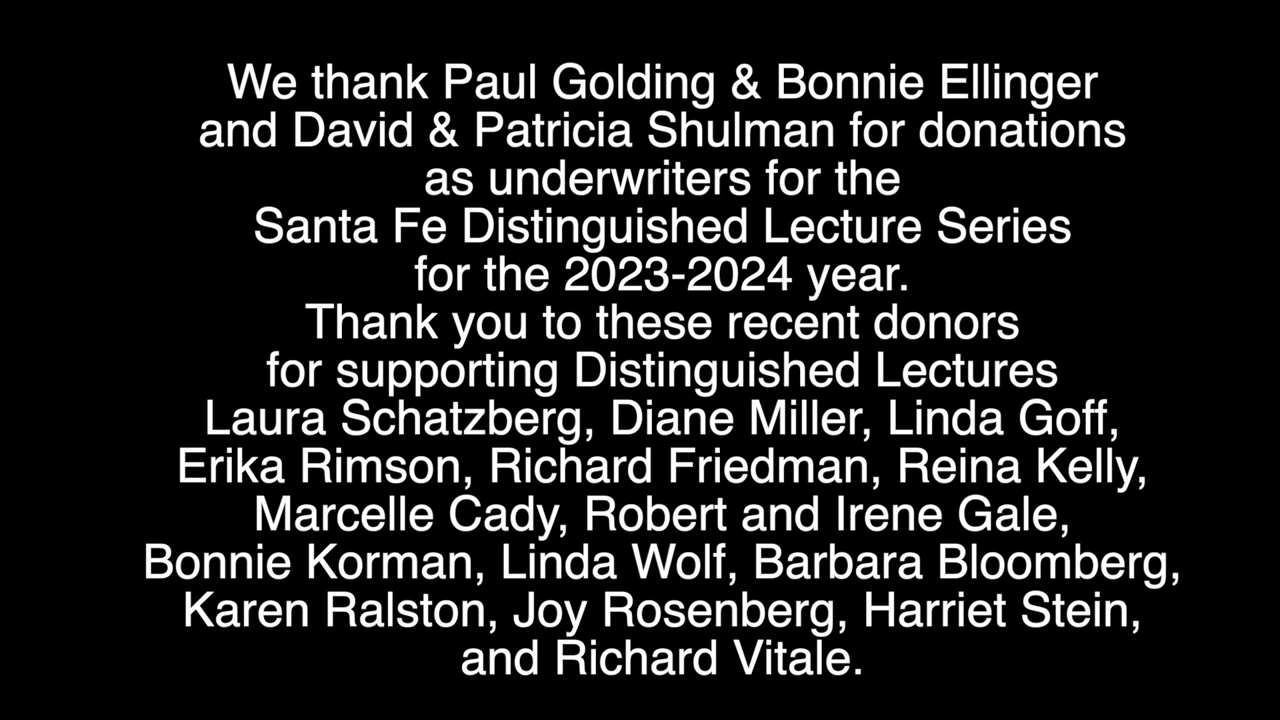 We thank Paul Golding & Bonnie Ellinger
and David & Patricia Shulman for donations
as underwriters for the
Santa Fe Distinguished Lecture Series
for the 2023-2024 year.
Thank you to these recent donors
for supporting Distinguished Lectures
Laura Schatzberg, Diane Miller, Linda Goff,
Erika Rimson, Richard Friedman, Reina Kelly,
Marcelle Cady, Robert and Irene Gale,
Bonnie Korman, Linda Wolf, Barbara Bloomberg,
Karen Ralston, Joy Rosenberg, Harriet Stein,
and Richard Vitale.